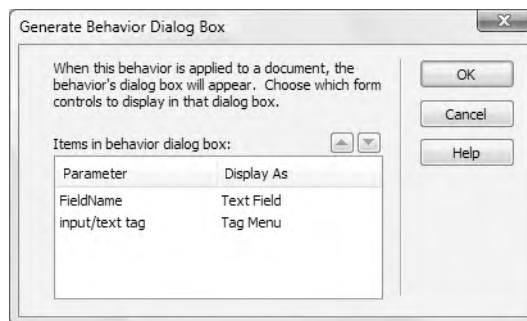 Generate Behavior Dialog Box
X
When this behavior is applied to a document, the
behavior's dialog box will appear. Choose which form
controls to display in that dialog box.
OK
Cancel
Help
Items in behavior dialog box:
Parameter Display As
FieldName Text Field
input/text tag Tag Menu